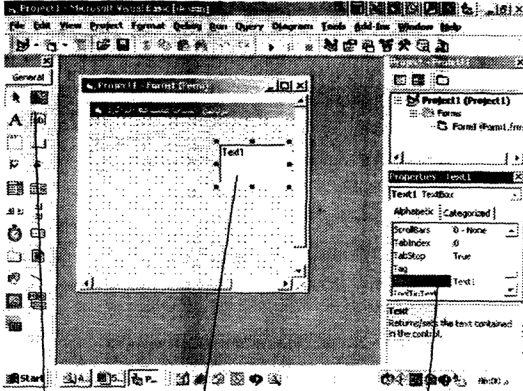 Project1 - Microsoft Visual Basic [design]
File Edit View Project Format Debug Run Query Diagram Tools Add-Ins Window Help
General
Project1 - Form1 (Form)
Text1
Project1 (Project1)
Forms
Form1 (Form1.frm
Properties - Text1
Text1 TextBox
Alphabetic Categorized
ScrollBars 0 - None
TabIndex 0
TabStop True
Tag
Text1
Text
Returns/sets the text contained in the control.
Start